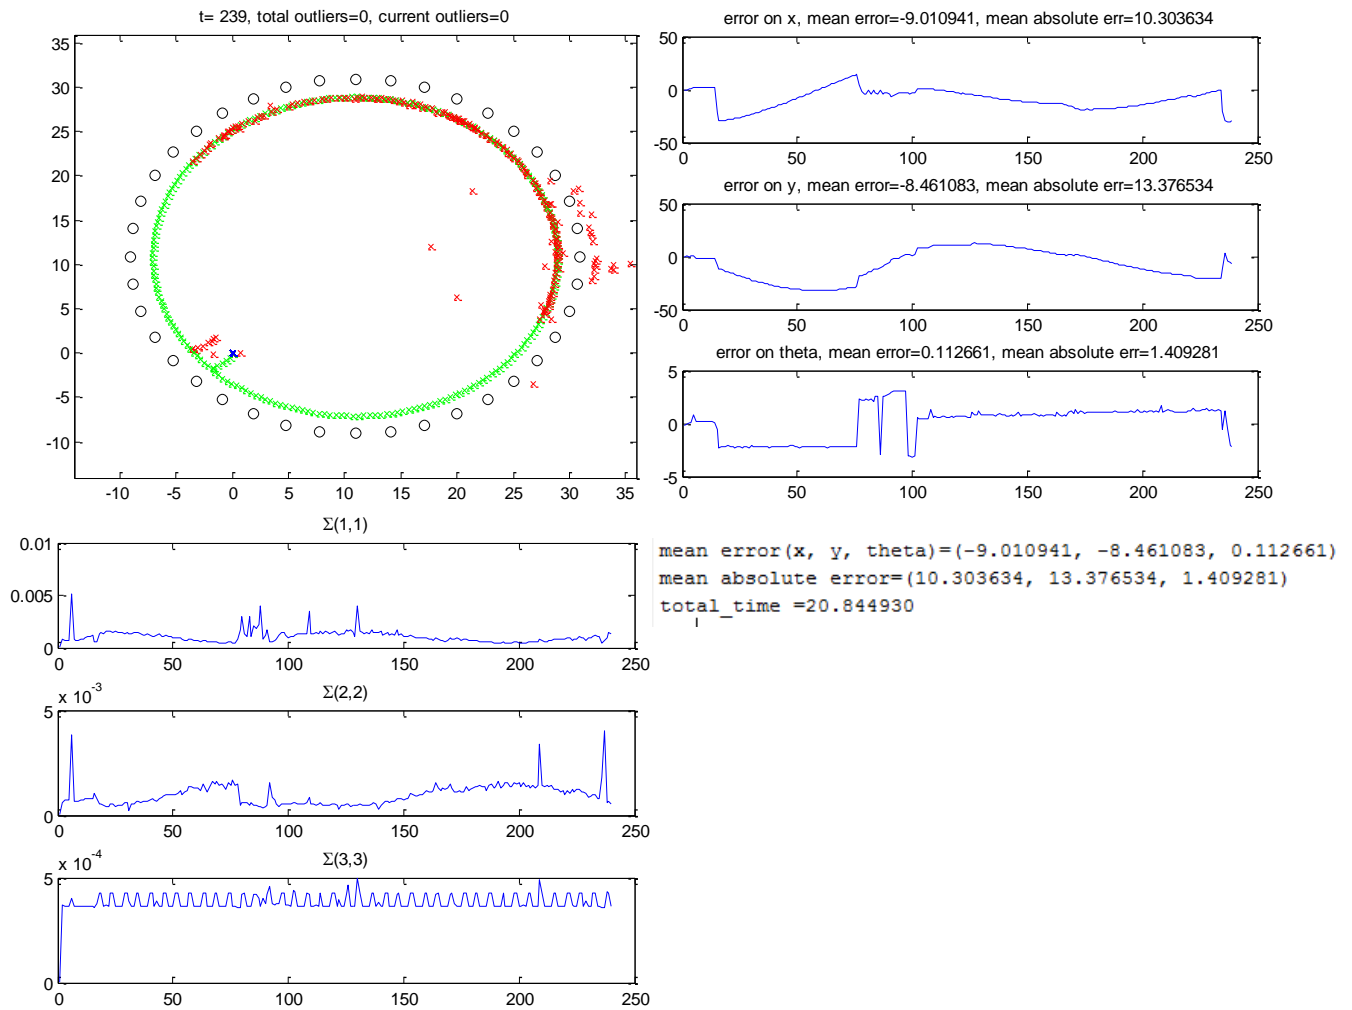 t= 239, total outliers=0, current outliers=0
35
30
25
20
15
10
5
0
-5
-10
-10 -5 0 5 10 15 20 25 30 35
error on x, mean error=-9.010941, mean absolute err=10.303634
50
0
-50
0 50 100 150 200 250
error on y, mean error=-8.461083, mean absolute err=13.376534
50
0
-50
0 50 100 150 200 250
error on theta, mean error=0.112661, mean absolute err=1.409281
5
0
-5
0 50 100 150 200 250
Σ(1,1)
0.01
0.005
0
0 50 100 150 200 250
x 10^-3
Σ(2,2)
5
0
0 50 100 150 200 250
x 10^-4
Σ(3,3)
5
0
0 50 100 150 200 250
mean error(x, y, theta)=(-9.010941, -8.461083, 0.112661)
mean absolute error=(10.303634, 13.376534, 1.409281)
total_time =20.844930